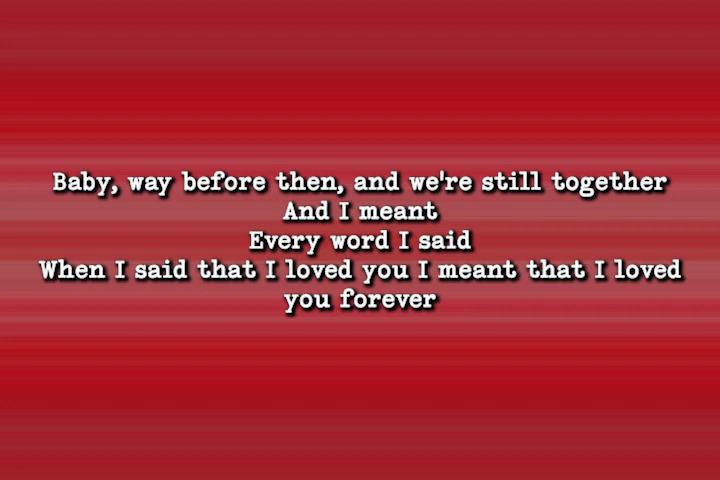 Baby, way before then, and we're still together
And I meant
Every word I said
When I said that I loved you I meant that I loved
you forever